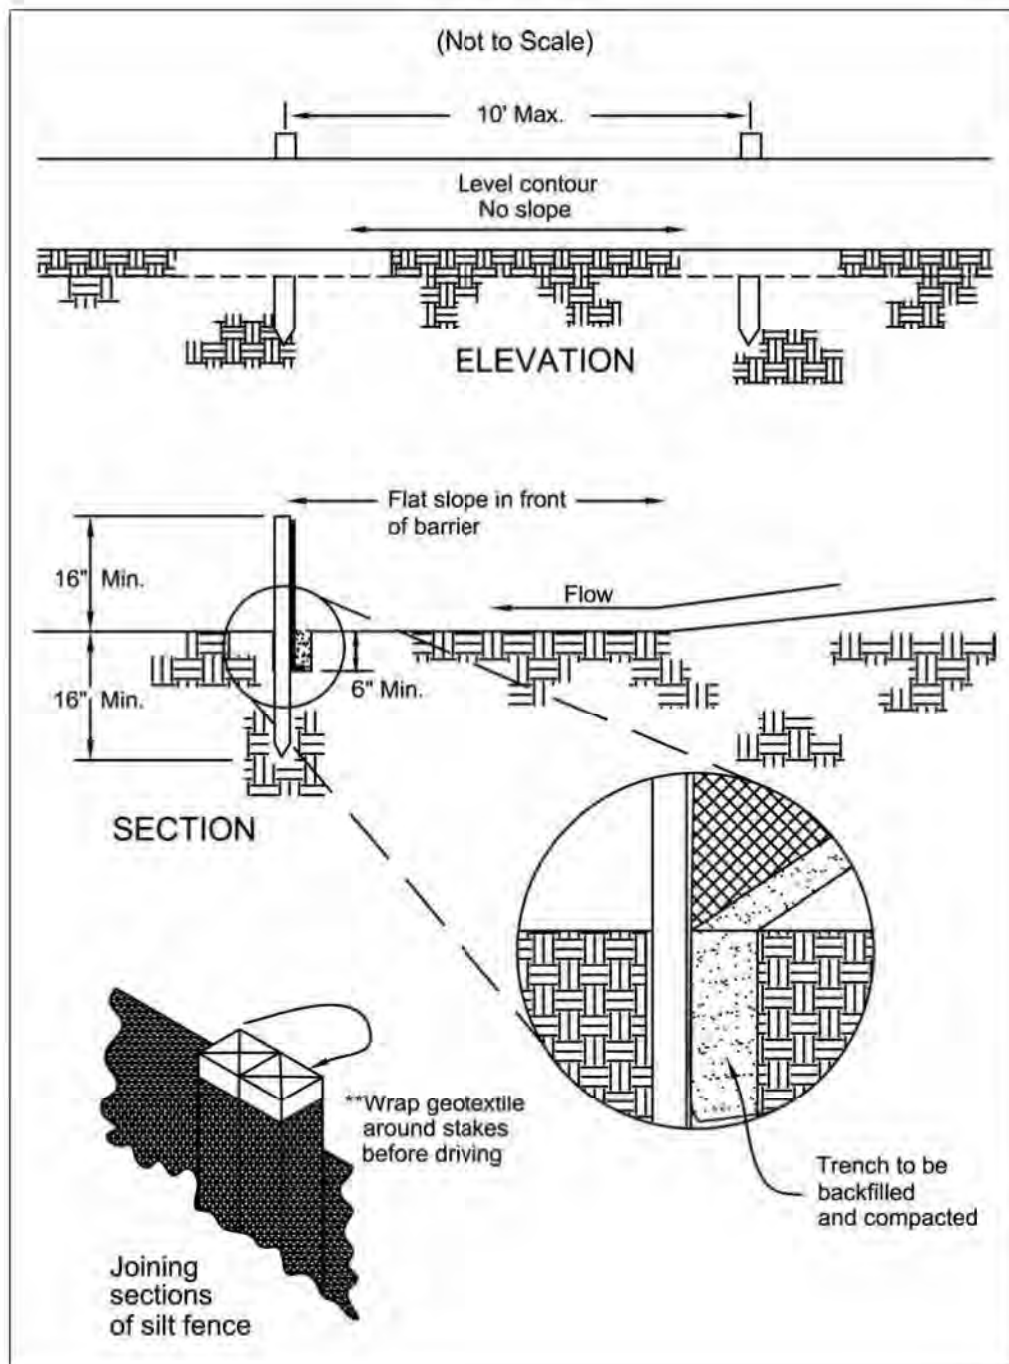 (Not to Scale)
10' Max.
Level contour
No slope
ELEVATION
Flat slope in front
of barrier
16" Min.
Flow
16" Min.
6" Min.
SECTION
**Wrap geotextile
around stakes
before driving
Trench to be
backfilled
and compacted
Joining
sections
of silt fence